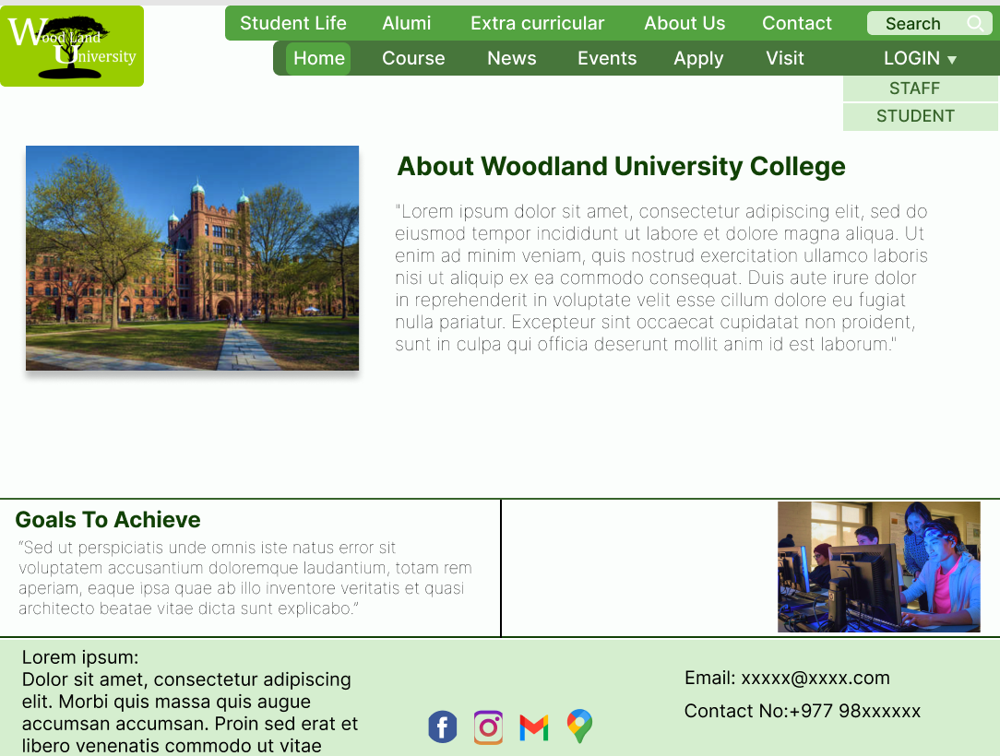 Wood Land
University
Student Life Alumi Extra curricular About Us Contact Search
Home Course News Events Apply Visit LOGIN ▼
STAFF
STUDENT
About Woodland University College
"Lorem ipsum dolor sit amet, consectetur adipiscing elit, sed do
eiusmod tempor incididunt ut labore et dolore magna aliqua. Ut
enim ad minim veniam, quis nostrud exercitation ullamco laboris
nisi ut aliquip ex ea commodo consequat. Duis aute irure dolor
in reprehenderit in voluptate velit esse cillum dolore eu fugiat
nulla pariatur. Excepteur sint occaecat cupidatat non proident,
sunt in culpa qui officia deserunt mollit anim id est laborum."
Goals To Achieve
“Sed ut perspiciatis unde omnis iste natus error sit
voluptatem accusantium doloremque laudantium, totam rem
aperiam, eaque ipsa quae ab illo inventore veritatis et quasi
architecto beatae vitae dicta sunt explicabo.”
Lorem ipsum:
Dolor sit amet, consectetur adipiscing
elit. Morbi quis massa quis augue
accumsan accumsan. Proin sed erat et
libero venenatis commodo ut vitae
Email: xxxxx@xxxx.com
Contact No:+977 98xxxxxx